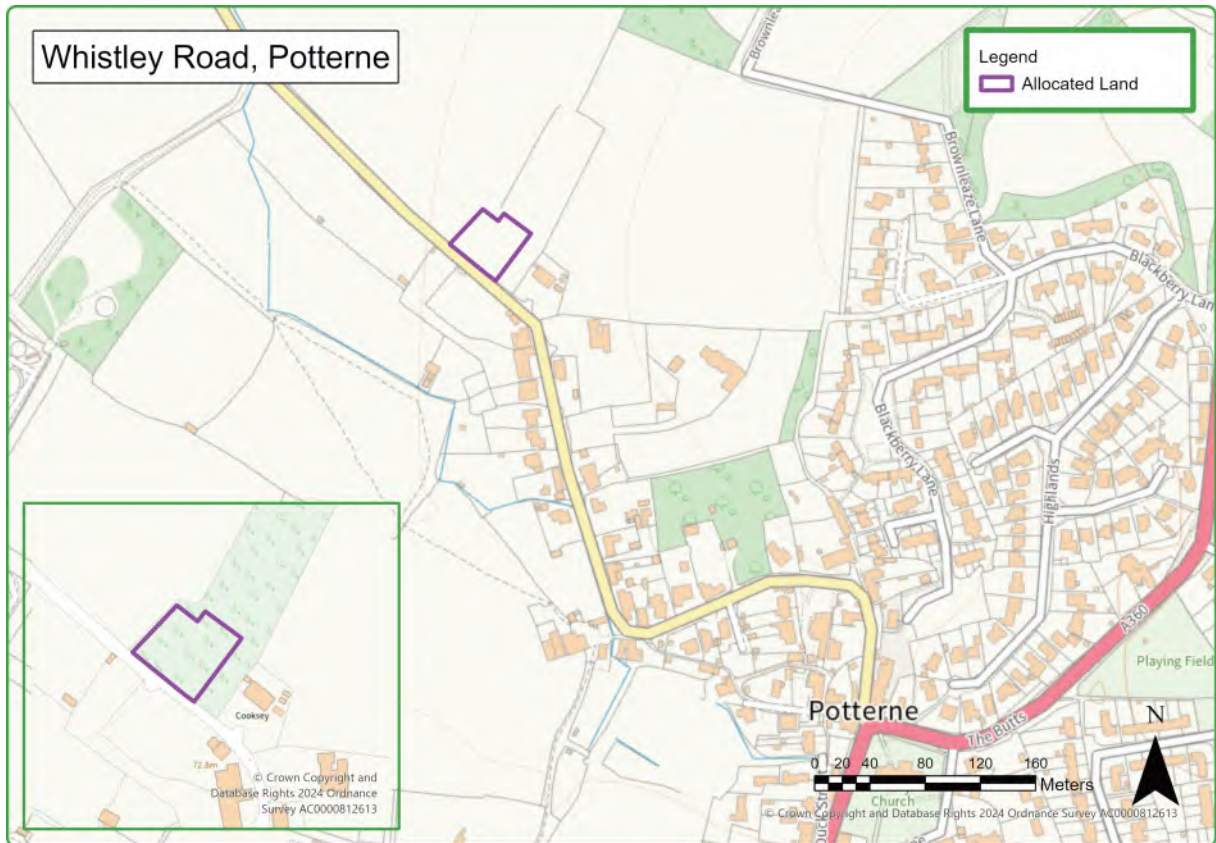 Whistley Road, Potterne
Legend
Allocated Land
Brownleaze Lane
Blackberry Lane
Blackberry Lane
Highlands
A360
Playing Field
Potterne
The Butts
N
0 20 40 80 120 160
Meters
Church
© Crown Copyright and Database Rights 2024 Ordnance Survey AC0000812613
Cooksey
72.8m
© Crown Copyright and
Database Rights 2024 Ordnance
Survey AC0000812613